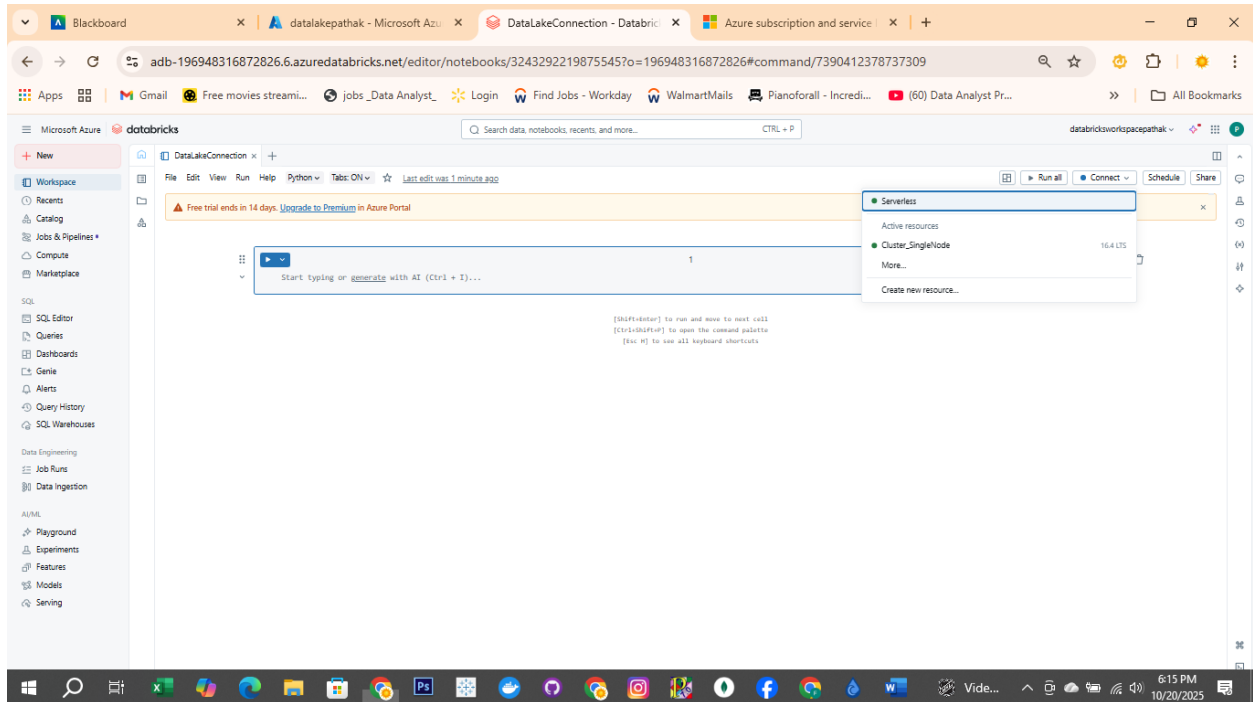 Blackboard
datalakepathak - Microsoft Azu
DataLakeConnection - Databric
Azure subscription and service l
adb-196948316872826.6.azuredatabricks.net/editor/notebooks/3243292219875545?o=196948316872826#command/7390412378737309
Apps
Gmail
Free movies streami...
jobs _Data Analyst_
Login
Find Jobs - Workday
WalmartMails
Pianoforall - Incredi...
(60) Data Analyst Pr...
All Bookmarks
Microsoft Azure databricks
Search data, notebooks, recents, and more... CTRL + P
databricksworkspacepathak
P
+ New
Workspace
Recents
Catalog
Jobs & Pipelines
Compute
Marketplace
SQL
SQL Editor
Queries
Dashboards
Genie
Alerts
Query History
SQL Warehouses
Data Engineering
Job Runs
Data Ingestion
AI/ML
Playground
Experiments
Features
Models
Serving
DataLakeConnection
File Edit View Run Help Python Tabs: ON Last edit was 1 minute ago
Run all Connect Schedule Share
Free trial ends in 14 days. Upgrade to Premium in Azure Portal
Serverless
Active resources
Cluster_SingleNode 16.4 LTS
More...
Create new resource...
1
Start typing or generate with AI (Ctrl + I)...
[Shift+Enter] to run and move to next cell
[Ctrl+Shift+P] to open the command palette
[Esc H] to see all keyboard shortcuts
Ps
Vide...
6:15 PM
10/20/2025